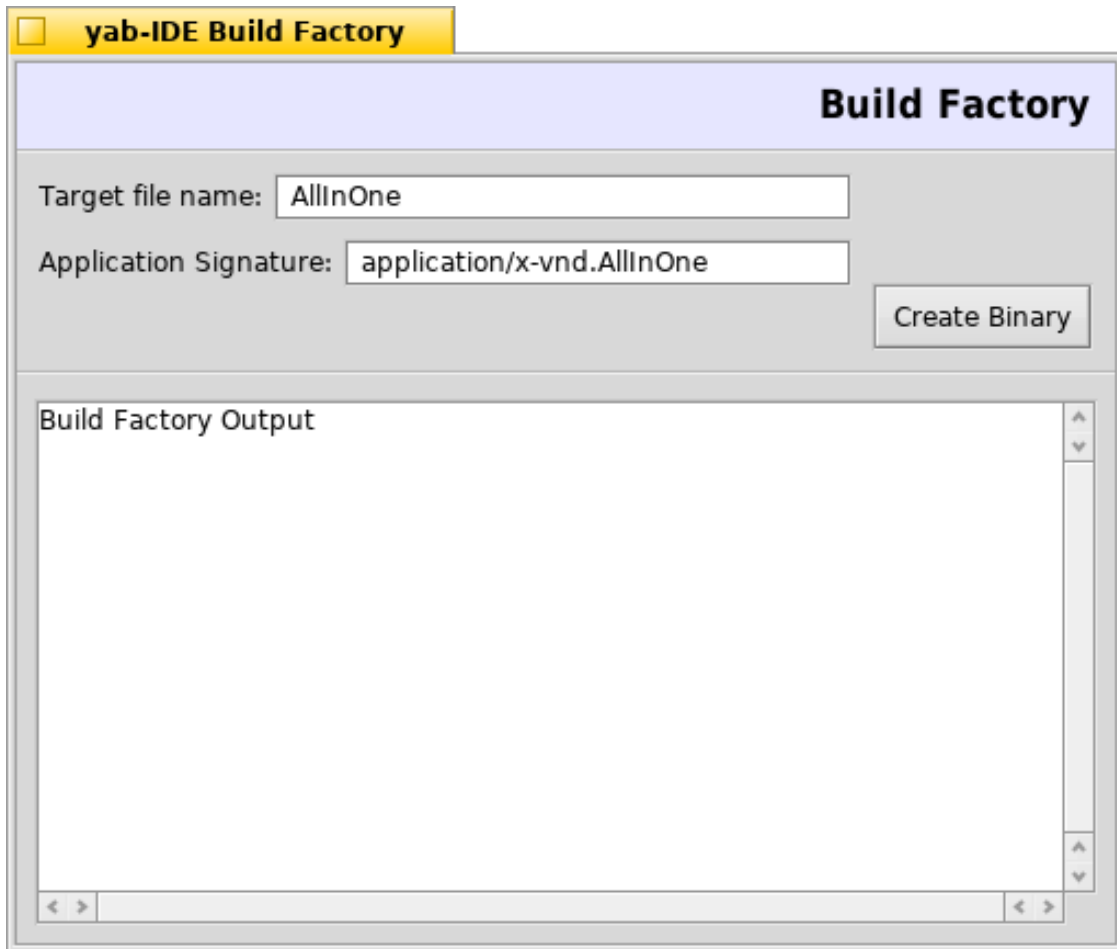 yab-IDE Build Factory
Build Factory
Target file name: AllInOne
Application Signature: application/x-vnd.AllInOne
Create Binary
Build Factory Output